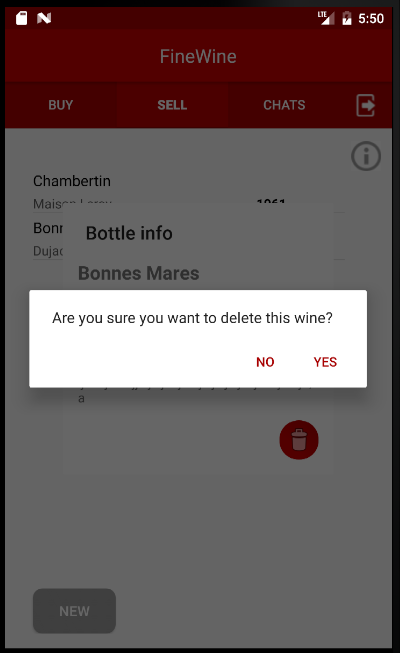 LTE 5:50
FineWine
BUY SELL CHATS
Chambertin
Maison Leroy 1961
Bonn
Dujac
Bottle info
Bonnes Mares
Are you sure you want to delete this wine?
NO YES
a
NEW